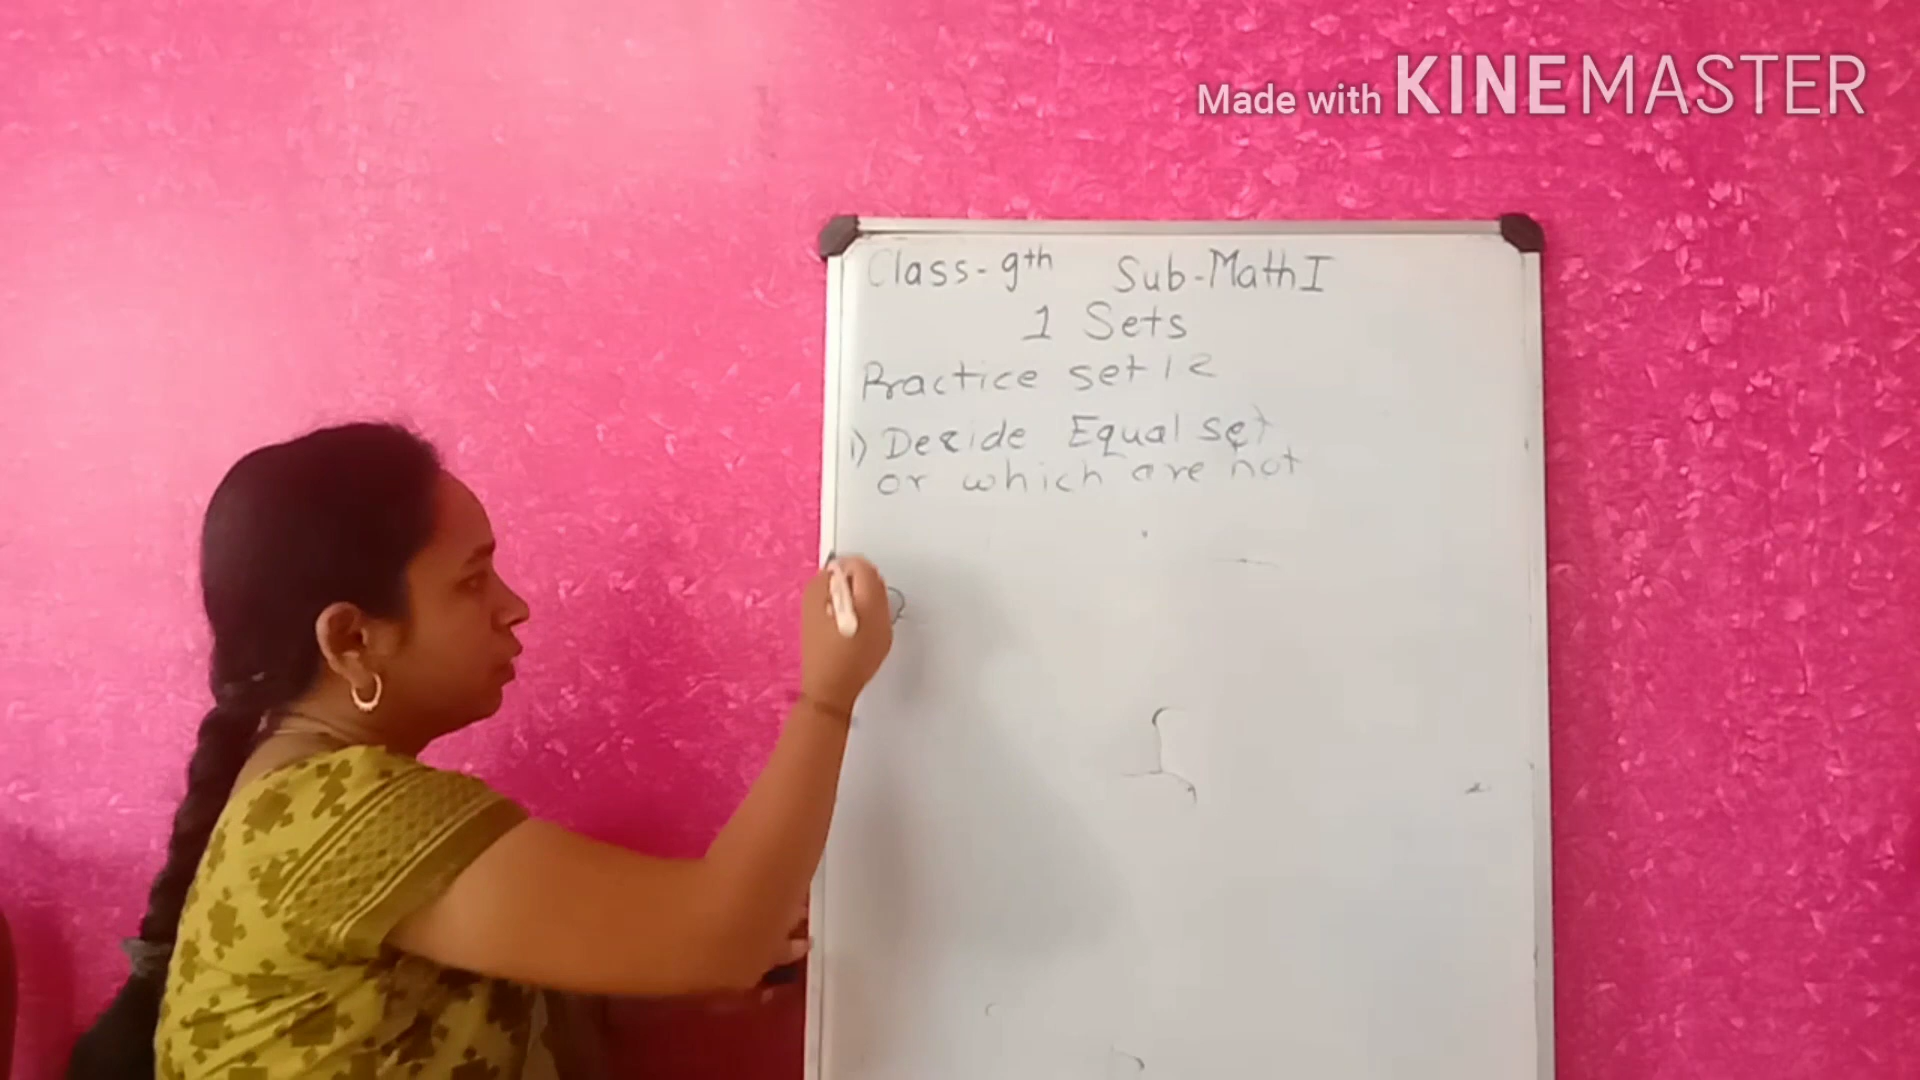 Made with KINEMASTER
Class-9th Sub-Math I
1 Sets
Practice set 1 2
1) Decide Equal set
or which are not